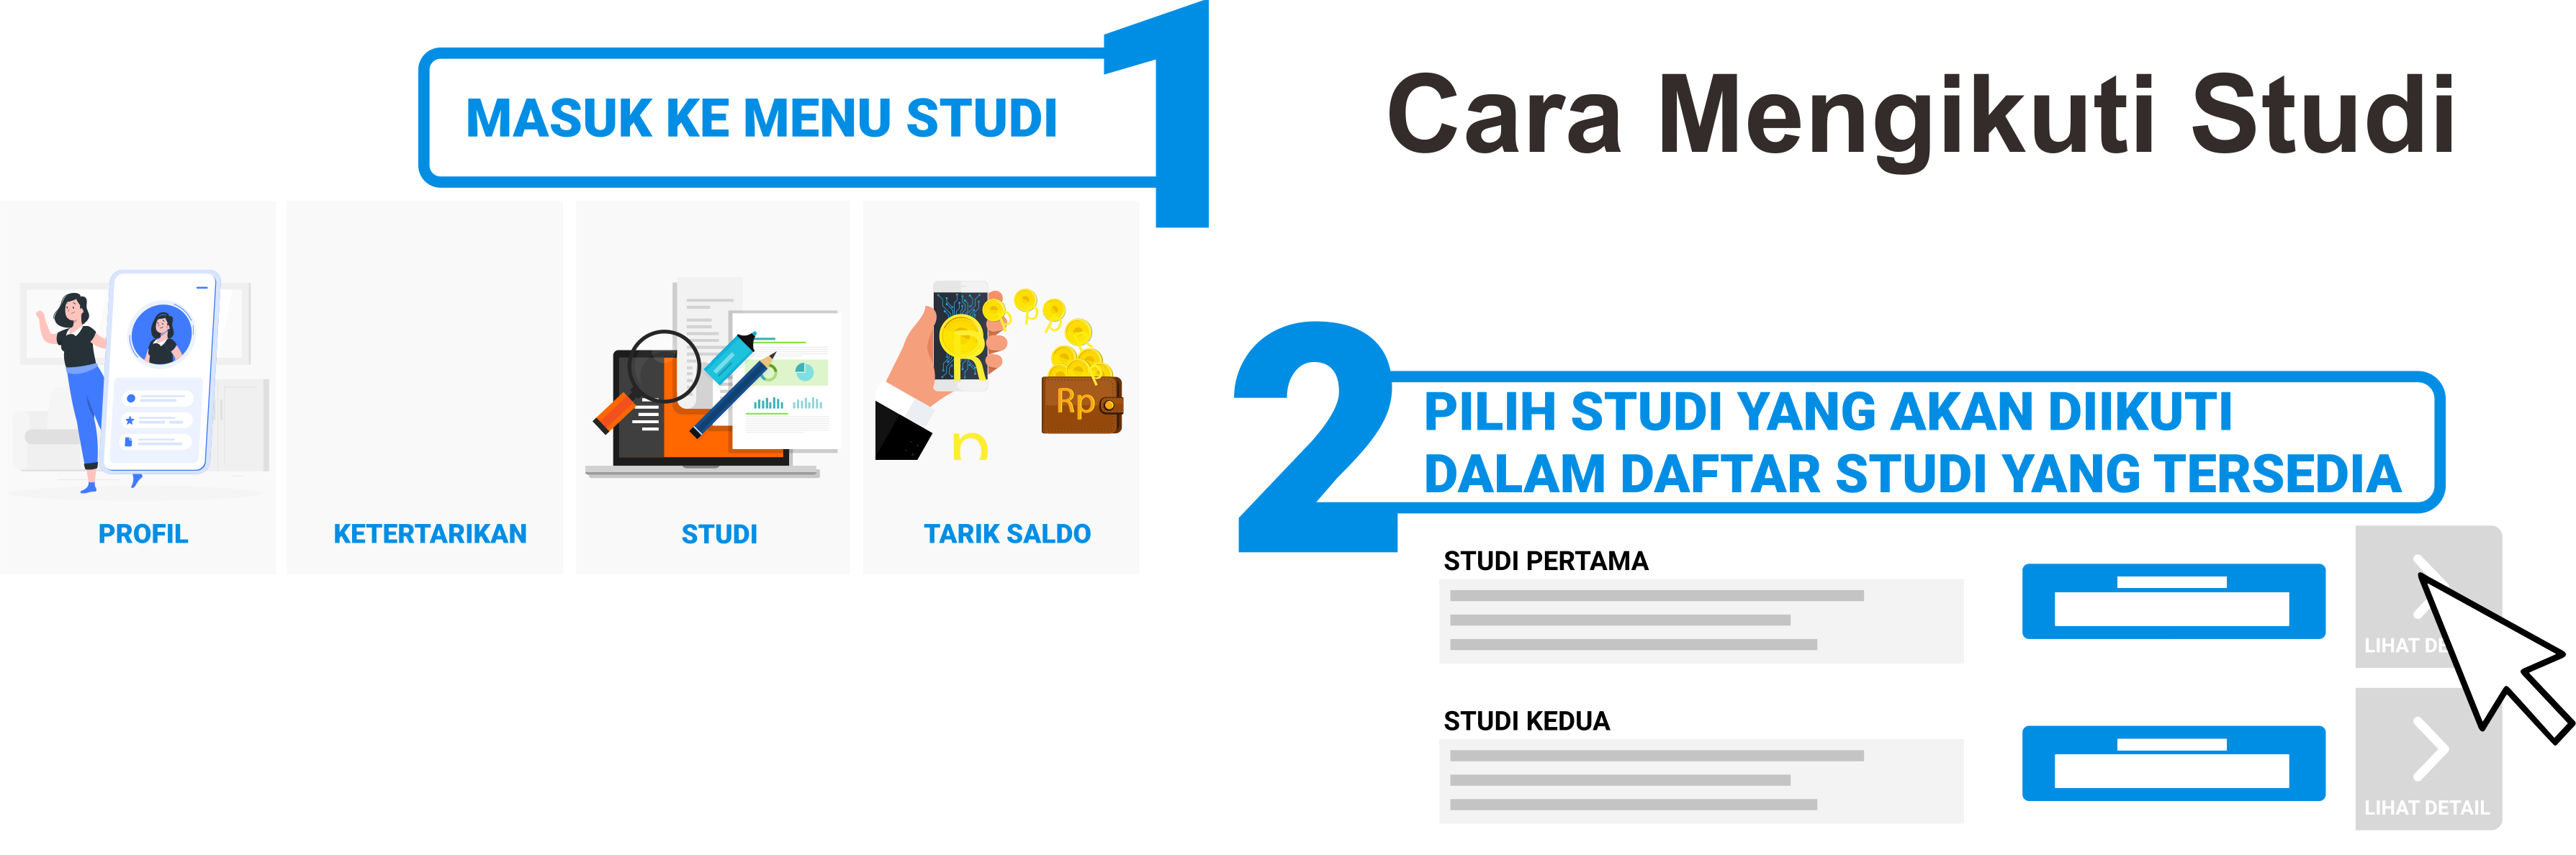 Cara Mengikuti Studi
1
MASUK KE MENU STUDI
PROFIL
KETERTARIKAN
STUDI
Rp
TARIK SALDO
2
PILIH STUDI YANG AKAN DIIKUTI
DALAM DAFTAR STUDI YANG TERSEDIA
STUDI PERTAMA
LIHAT DE
STUDI KEDUA
LIHAT DETAIL